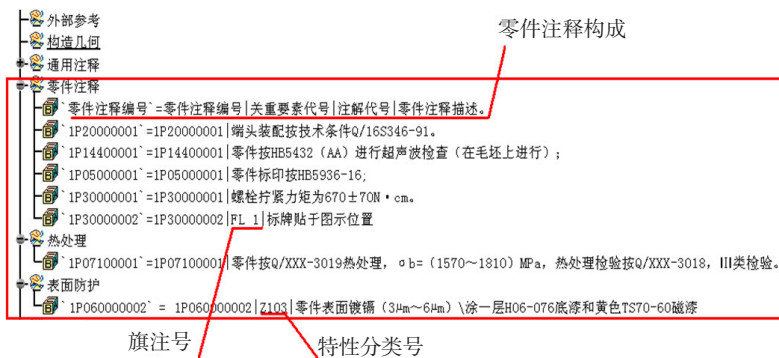 外部参考
零件注释构成
构造几何
通用注释
零件注释
`零件注释编号`=零件注释编号|关重要素代号|注解代号|零件注释描述。
`1P20000001`=1P20000001|端头装配按技术条件Q/16S346-91。
`1P14400001`=1P14400001|零件按HB5432（AA）进行超声波检查（在毛坯上进行）;
`1P05000001`=1P05000001|零件标印按HB5936-16;
`1P30000001`=1P30000001|螺栓拧紧力矩为670±70N·cm。
`1P30000002`=1P30000002|FL 1|标牌贴于图示位置
热处理
`1P07100001`=1P07100001|零件按Q/XXX-3019热处理, σb=（1570~1810）MPa, 热处理检验按Q/XXX-3018, III类检验。
表面防护
`1P060000002` = 1P060000002|Z103|零件表面镀镉（3μm~6μm）\涂一层H06-076底漆和黄色TS70-60磁漆
旗注号
特性分类号